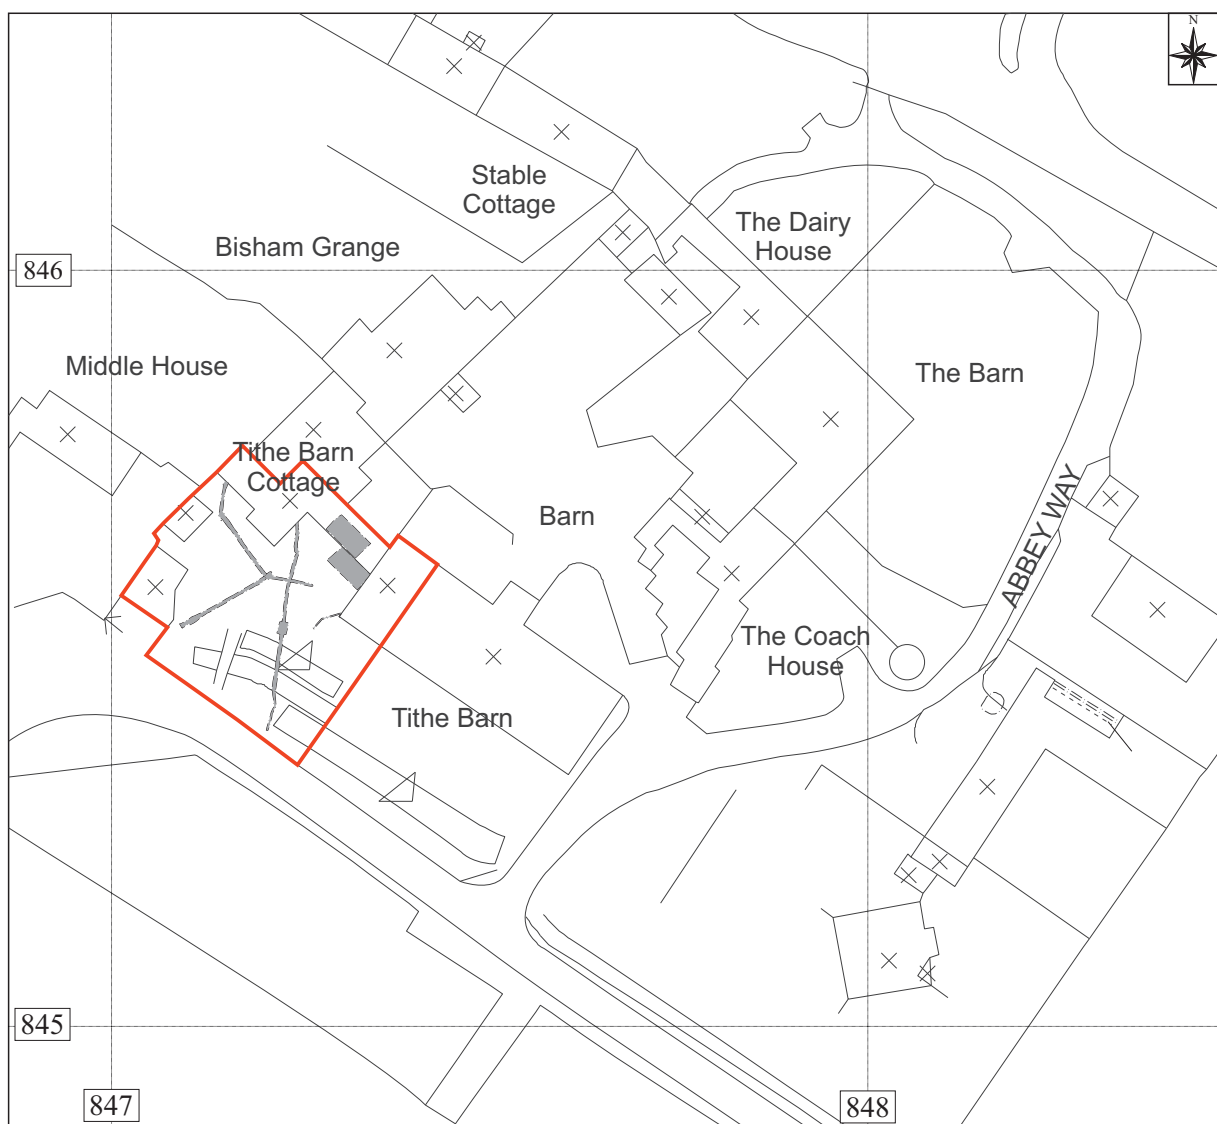 N
Stable
Cottage
The Dairy
House
Bisham Grange
846
Middle House
The Barn
Tithe Barn
Cottage
Barn
ABBEY WAY
The Coach
House
Tithe Barn
845
847
848